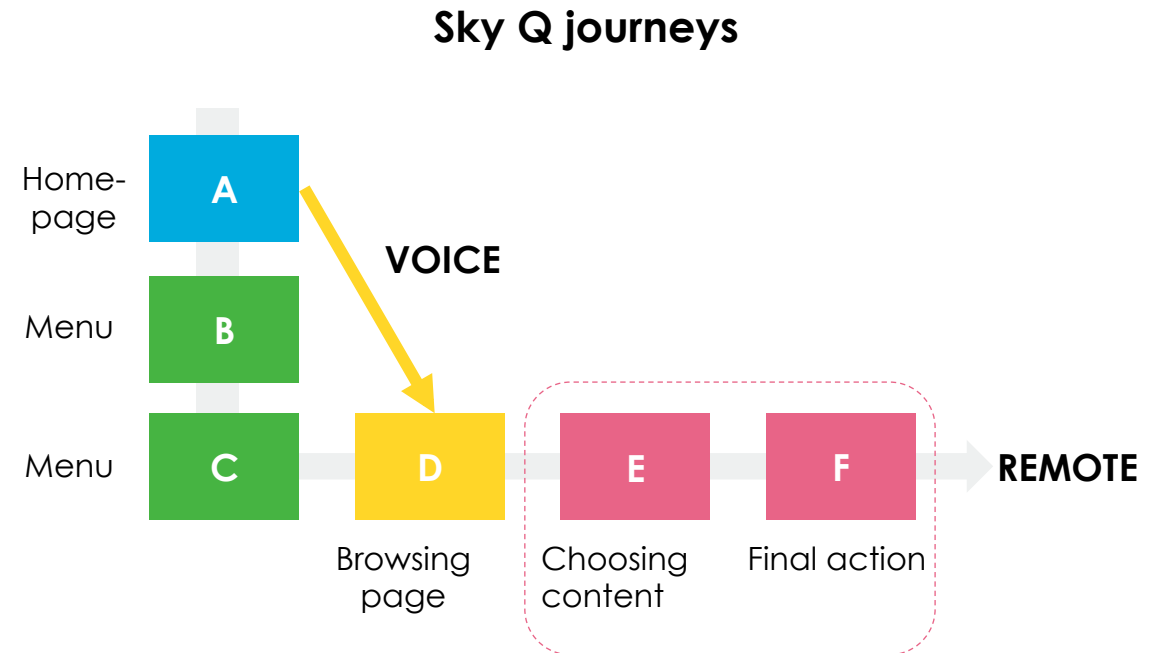 Sky Q journeys
Home-
page
A
VOICE
Menu
B
Menu
C
D
E
F
REMOTE
Browsing
page
Choosing
content
Final action